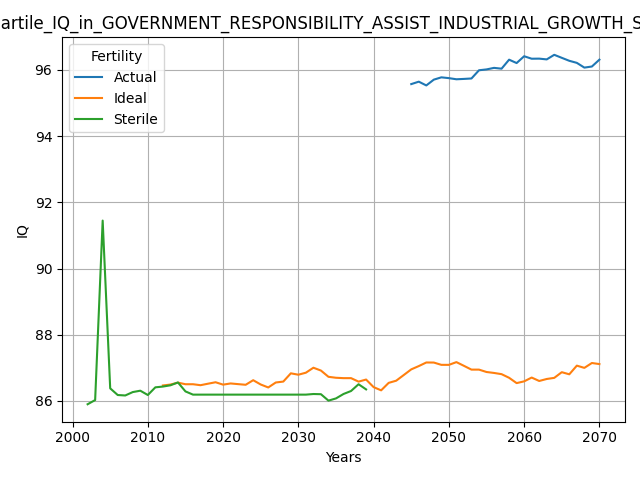 artile_IQ_in_GOVERNMENT_RESPONSIBILITY_ASSIST_INDUSTRIAL_GROWTH_S
Fertility
Actual
Ideal
Sterile
IQ
96
94
92
90
88
86
2000 2010 2020 2030 2040 2050 2060 2070
Years